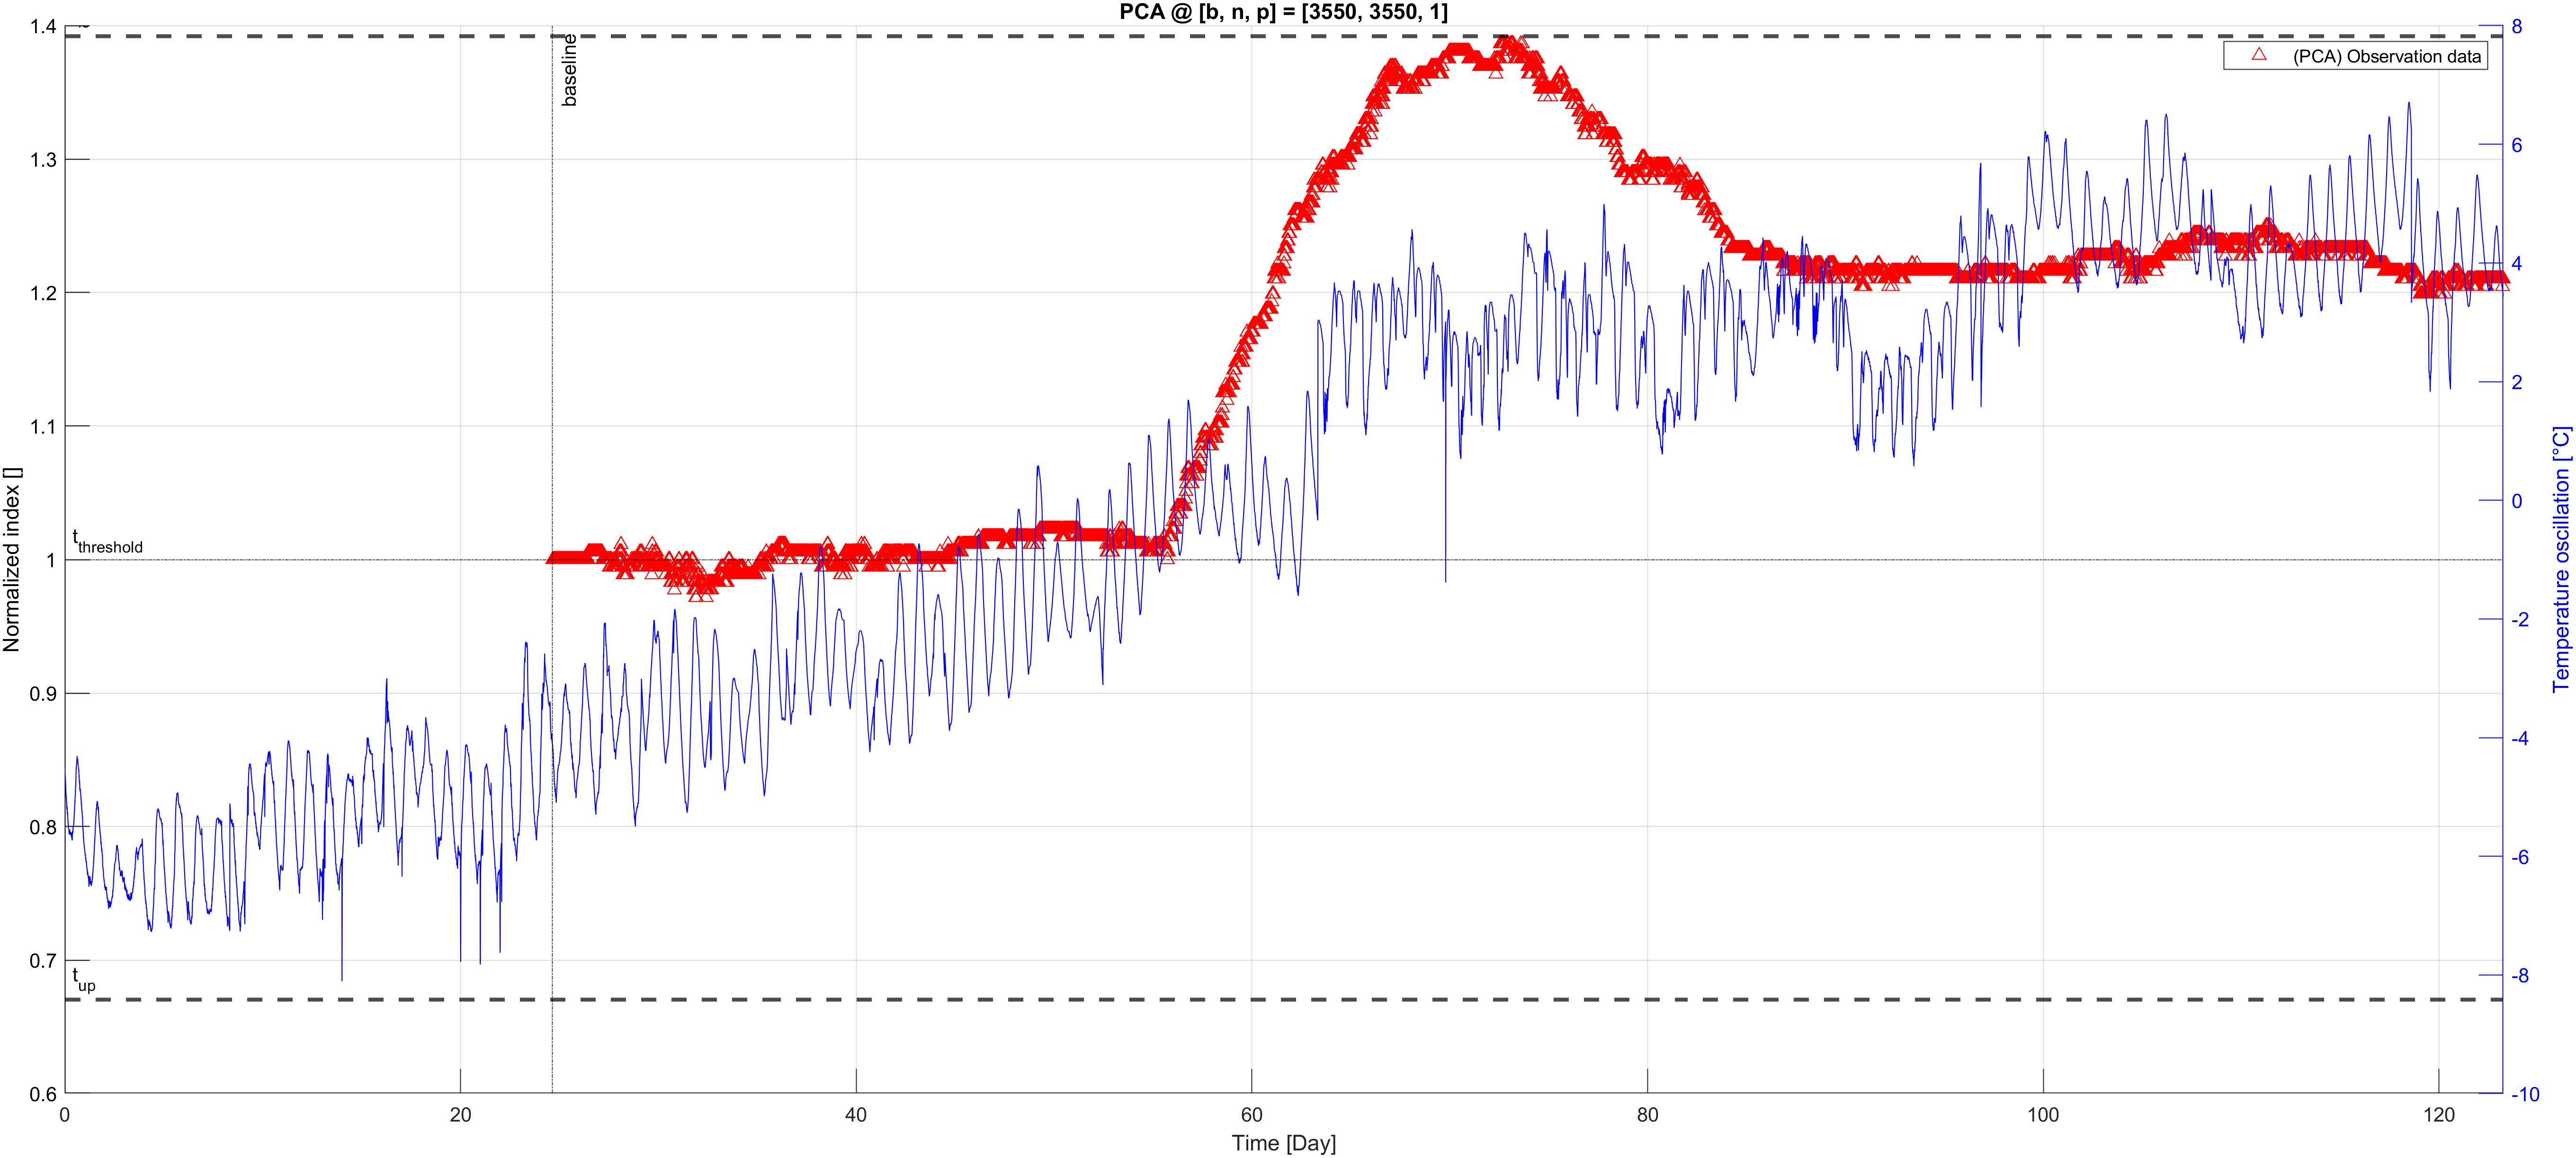 PCA @ [b, n, p] = [3550, 3550, 1]
1.4
1.3
1.2
1.1
1
0.9
0.8
0.7
0.6
Normalized index []
t_threshold
t_up
baseline
(PCA) Observation data
8
6
4
2
0
-2
-4
-6
-8
-10
Temperature oscillation [°C]
0 20 40 60 80 100 120
Time [Day]